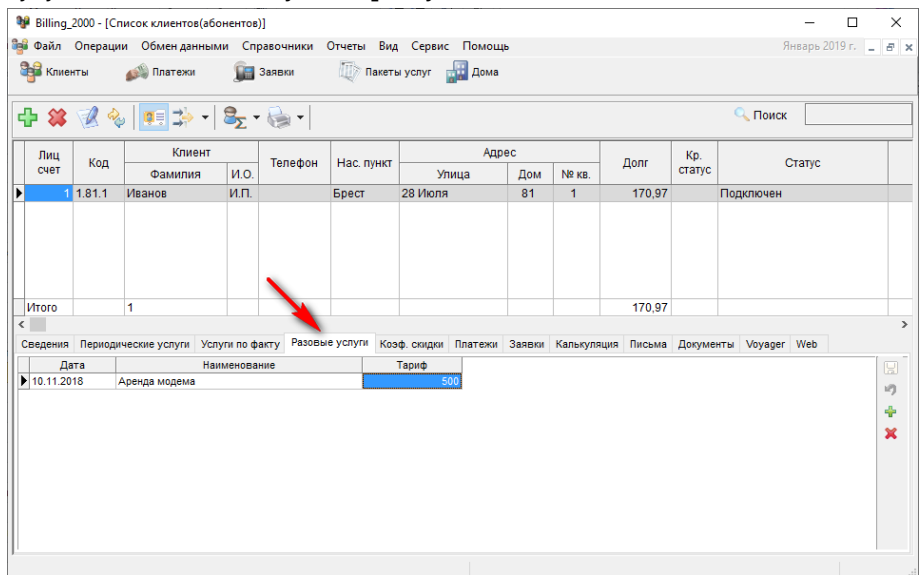 Billing_2000 - [Список клиентов(абонентов)]
Файл Операции Обмен данными Справочники Отчеты Вид Сервис Помощь Январь 2019 г.
Клиенты Платежи Заявки Пакеты услуг Дома
Поиск
Лиц счет Код Клиент Телефон Нас. пункт Адрес Долг Кр. статус Статус
Фамилия И.О. Улица Дом № кв.
1 1.81.1 Иванов И.П. Брест 28 Июля 81 1 170,97 Подключен
Итого 1 170,97
Сведения Периодические услуги Услуги по факту Разовые услуги Коэф. скидки Платежи Заявки Калькуляция Письма Документы Voyager Web
Дата Наименование Тариф
10.11.2018 Аренда модема 500